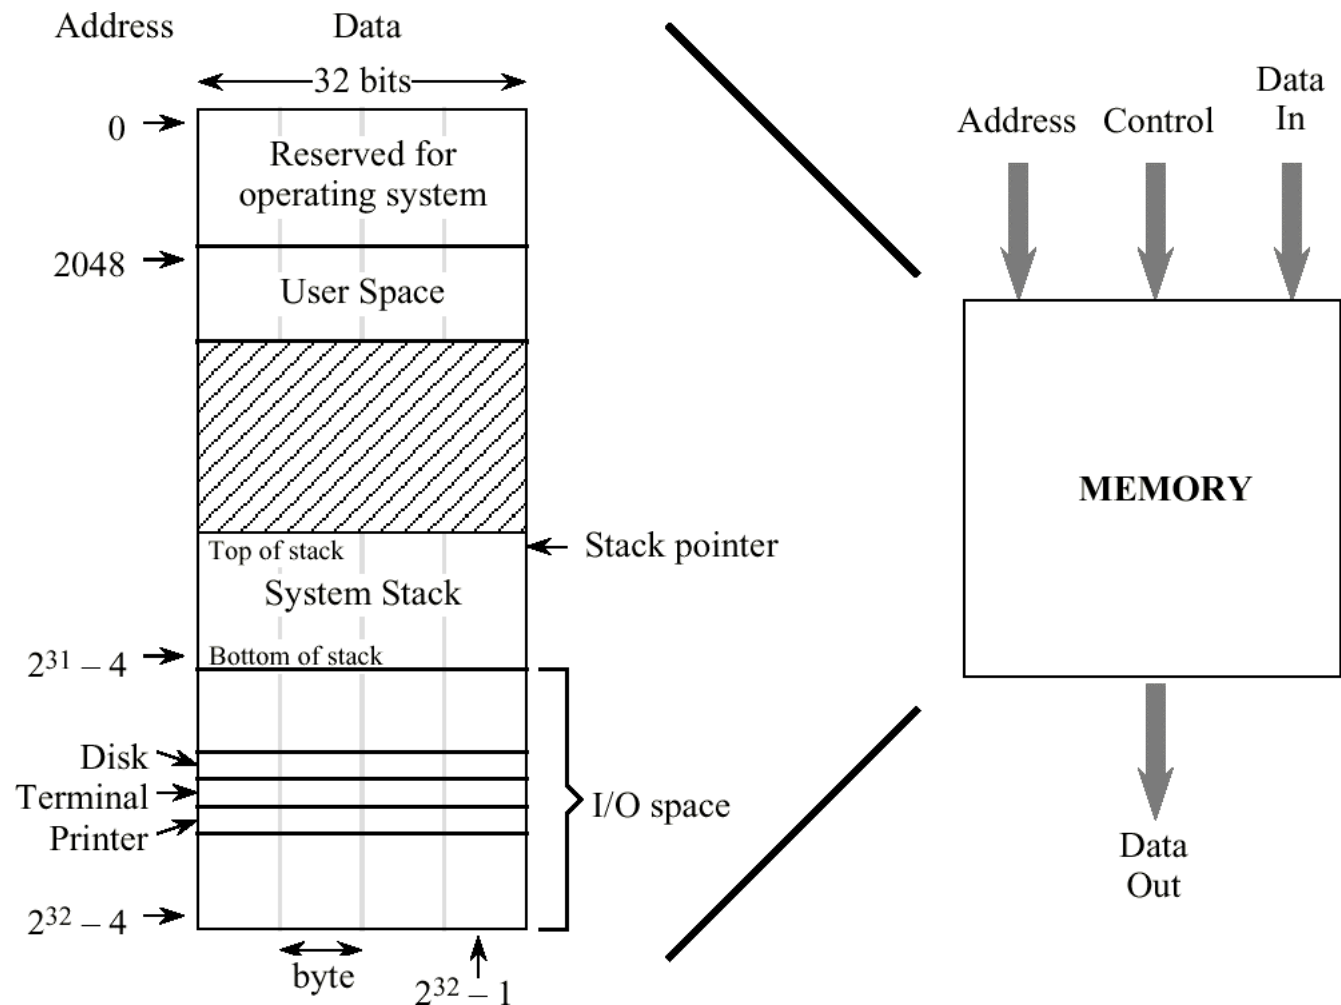 Address
Data
32 bits
0
Reserved for
operating system
2048
User Space
Top of stack
Stack pointer
System Stack
2³¹ – 4
Bottom of stack
Disk
Terminal
Printer
I/O space
2³² – 4
byte
2³² – 1
Address
Control
Data
In
MEMORY
Data
Out